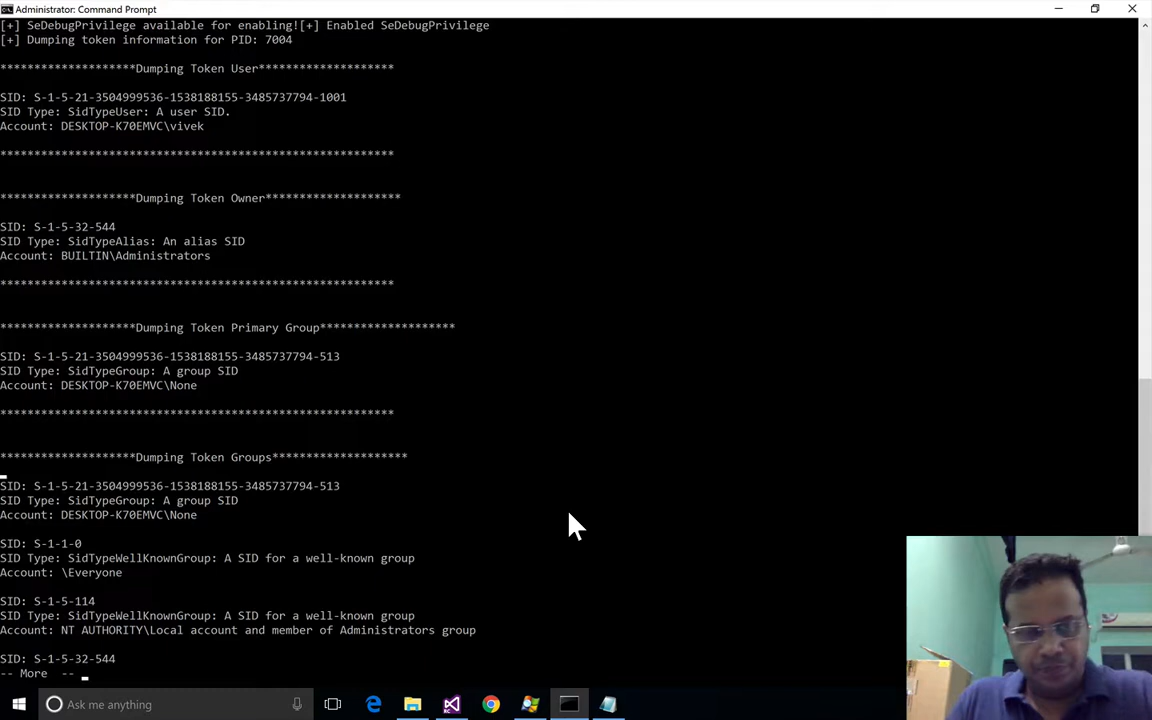 Administrator: Command Prompt
[+] SeDebugPrivilege available for enabling![+] Enabled SeDebugPrivilege
[+] Dumping token information for PID: 7004
********************Dumping Token User********************
SID: S-1-5-21-3504999536-1538188155-3485737794-1001
SID Type: SidTypeUser: A user SID.
Account: DESKTOP-K70EMVC\vivek
**********************************************************
********************Dumping Token Owner********************
SID: S-1-5-32-544
SID Type: SidTypeAlias: An alias SID
Account: BUILTIN\Administrators
**********************************************************
********************Dumping Token Primary Group********************
SID: S-1-5-21-3504999536-1538188155-3485737794-513
SID Type: SidTypeGroup: A group SID
Account: DESKTOP-K70EMVC\None
**********************************************************
********************Dumping Token Groups********************
SID: S-1-5-21-3504999536-1538188155-3485737794-513
SID Type: SidTypeGroup: A group SID
Account: DESKTOP-K70EMVC\None
SID: S-1-1-0
SID Type: SidTypeWellKnownGroup: A SID for a well-known group
Account: \Everyone
SID: S-1-5-114
SID Type: SidTypeWellKnownGroup: A SID for a well-known group
Account: NT AUTHORITY\Local account and member of Administrators group
SID: S-1-5-32-544
-- More  --
Ask me anything